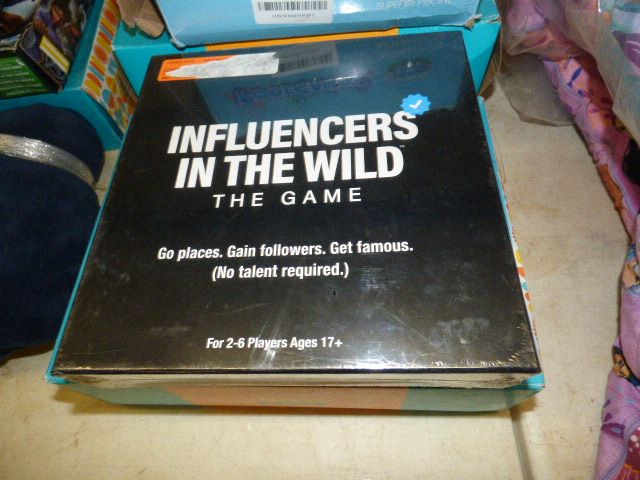 INFLUENCERS
IN THE WILD™
THE GAME
Go places. Gain followers. Get famous.
(No talent required.)
For 2-6 Players Ages 17+